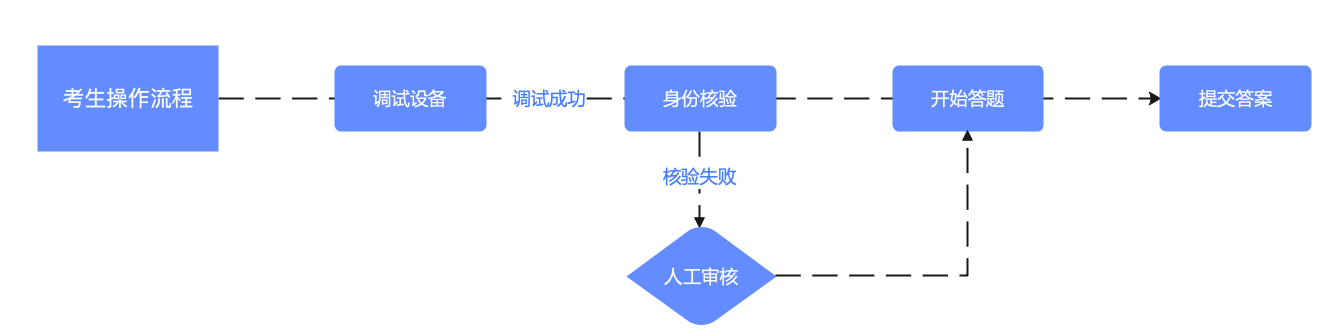 考生操作流程
调试设备
调试成功
身份核验
开始答题
提交答案
核验失败
人工审核